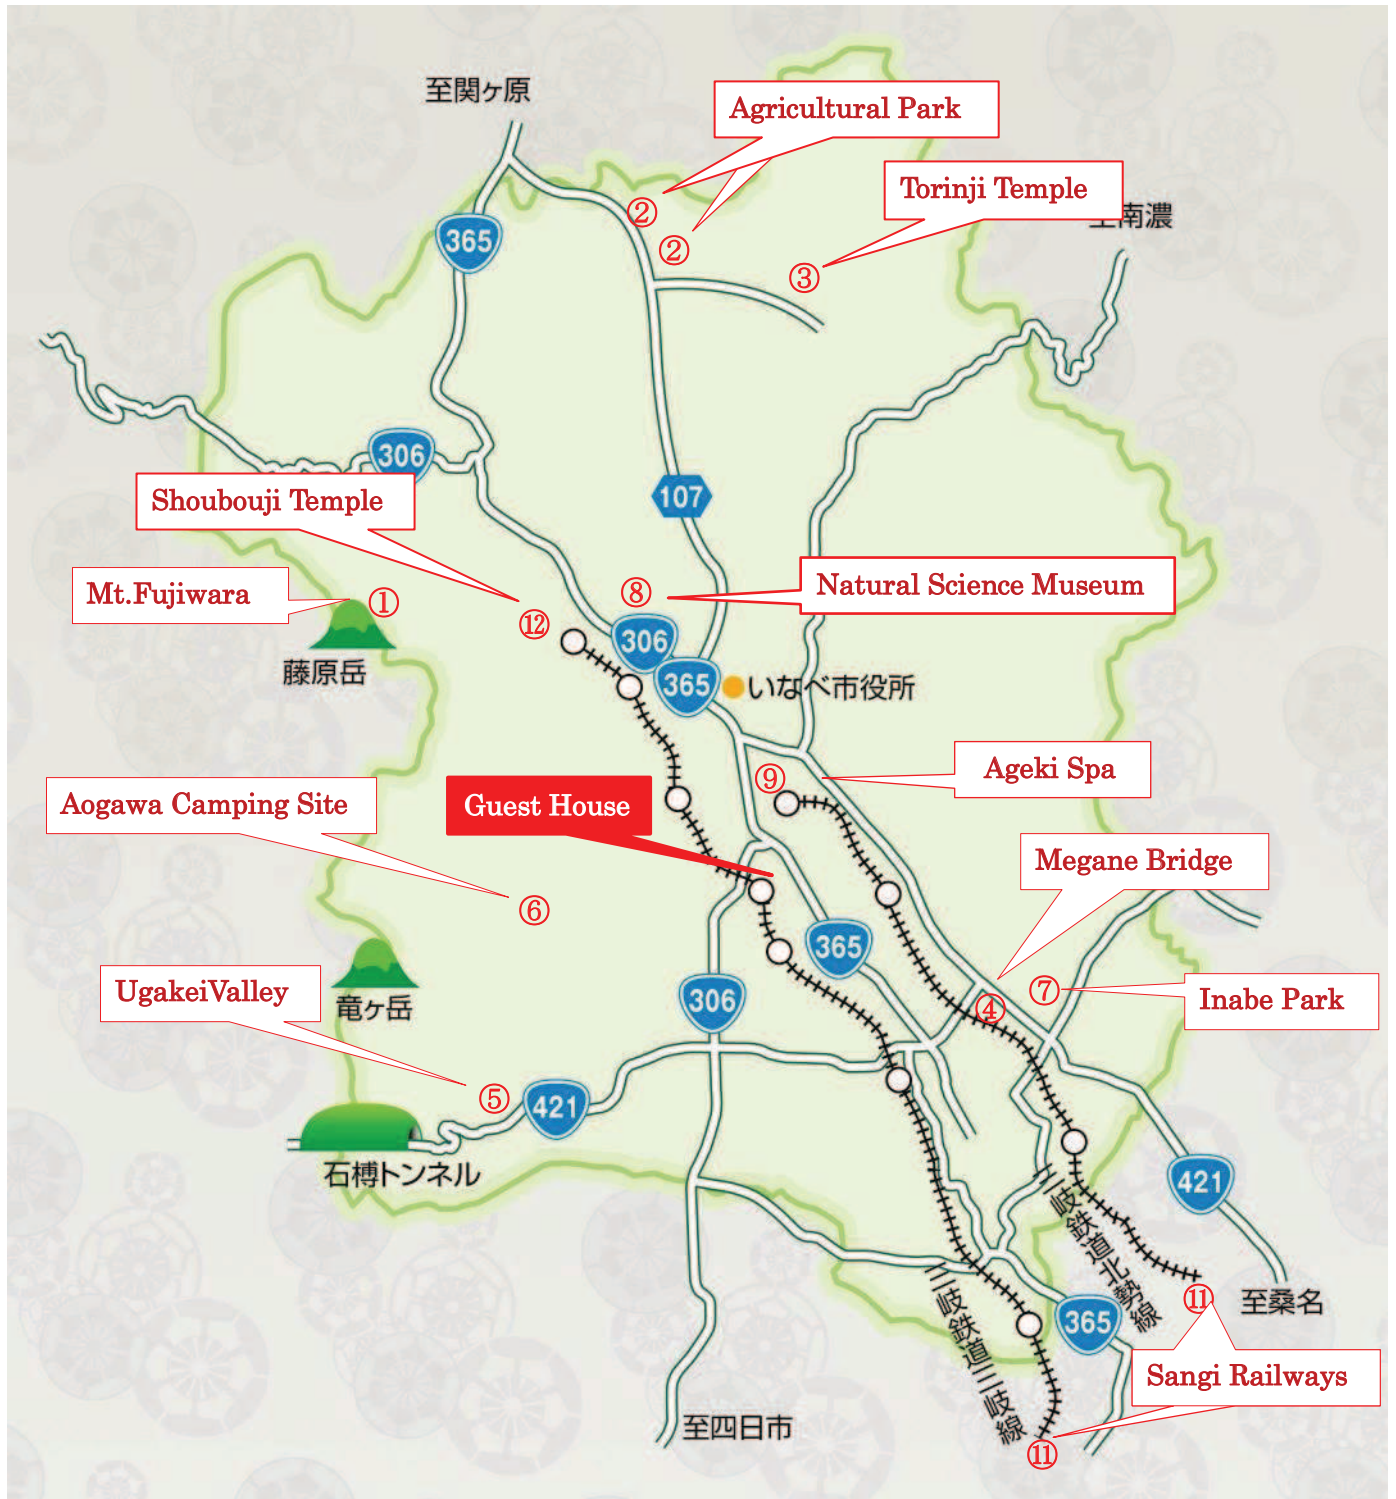 至関ヶ原
Agricultural Park
Torinji Temple
至南濃
②
365
②
③
306
107
Shoubouji Temple
Mt.Fujiwara
①
藤原岳
⑧
Natural Science Museum
⑫
306
365
いなべ市役所
Ageki Spa
⑨
Aogawa Camping Site
Guest House
Megane Bridge
⑥
365
UgakeiValley
竜ヶ岳
306
④
⑦
Inabe Park
⑤
421
石榑トンネル
421
三岐鉄道北勢線
三岐鉄道三岐線
⑪
至桑名
365
Sangi Railways
至四日市
⑪